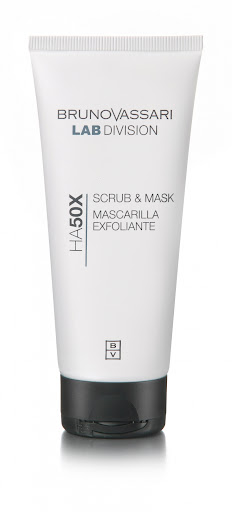 BRUNOVASSARI
LAB DIVISION
HA50X
SCRUB & MASK
MASCARILLA
EXFOLIANTE
B
V